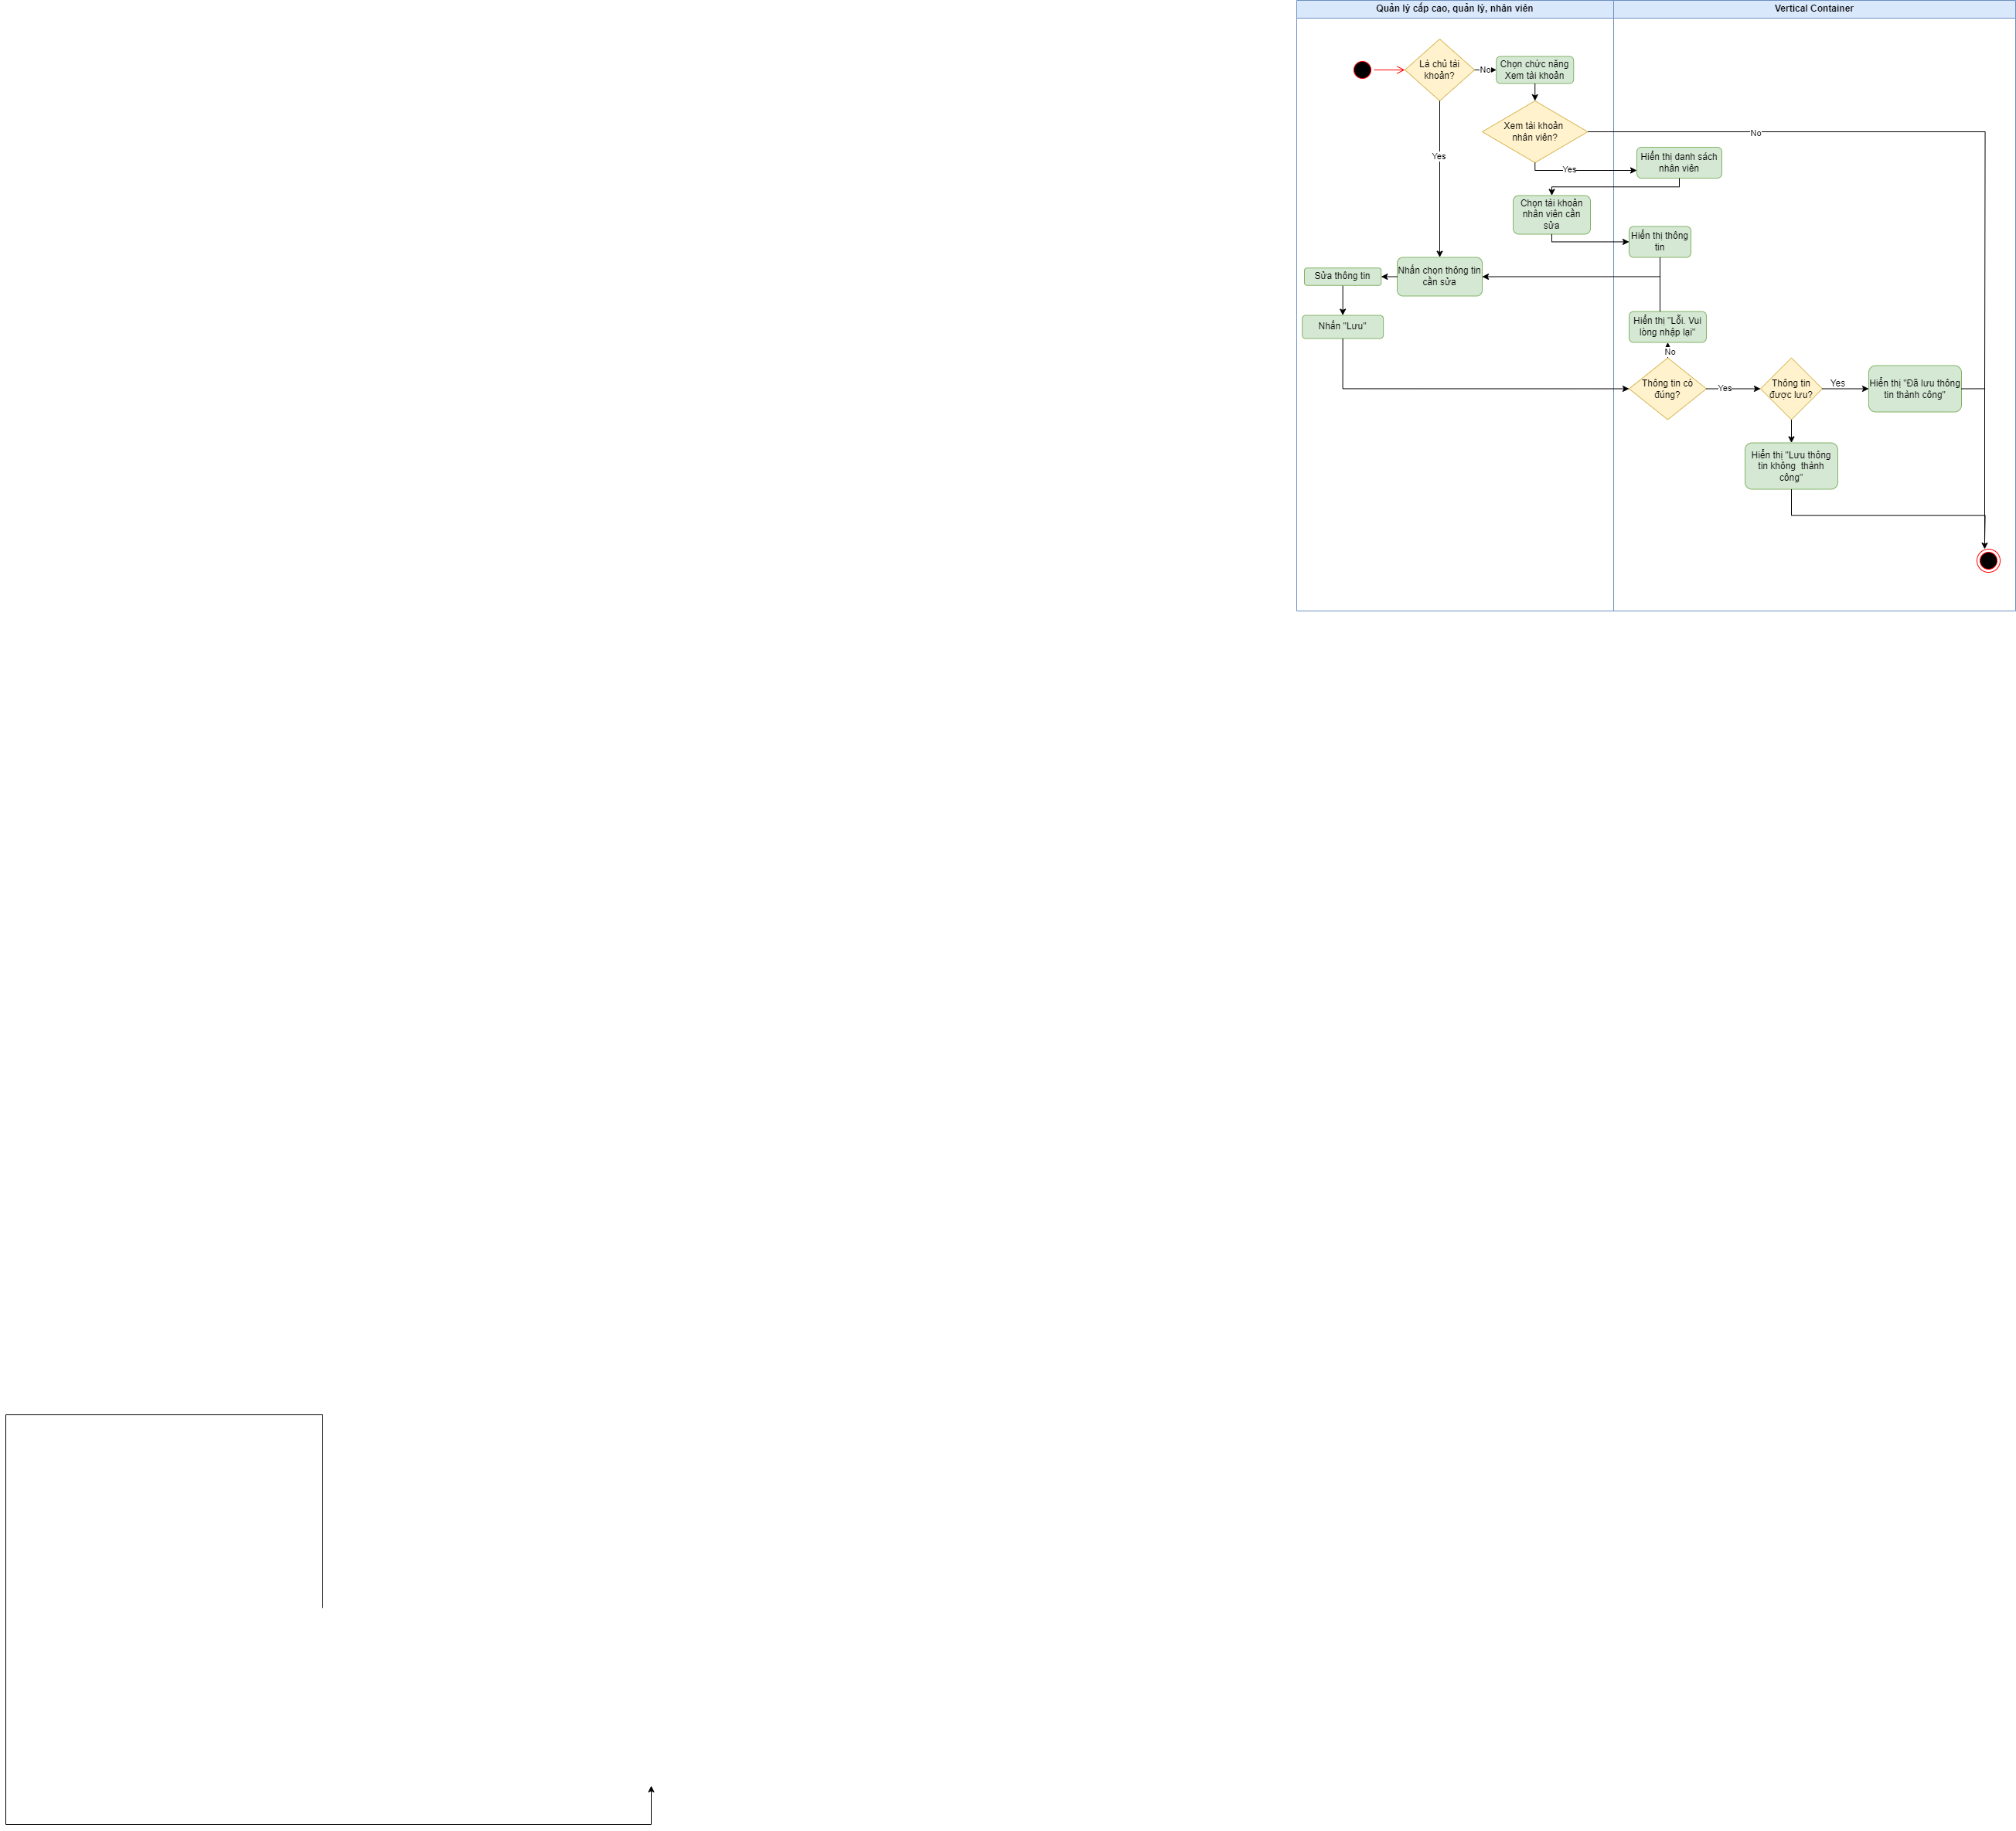 Quản lý cấp cao, quản lý, nhân viên
Vertical Container
Là chủ tài
khoản?
No
Chọn chức năng
Xem tài khoản
Xem tài khoản
nhân viên?
No
Yes
Yes
Hiển thị danh sách
nhân viên
Chọn tài khoản
nhân viên cần
sửa
Hiển thị thông
tin
Nhấn chọn thông tin
cần sửa
Sửa thông tin
Nhấn "Lưu"
Hiển thị "Lỗi. Vui
lòng nhập lại"
No
Thông tin có
đúng?
Yes
Thông tin
được lưu?
Yes
Hiển thị "Đã lưu thông
tin thành công"
Hiển thị "Lưu thông
tin không  thành
công"